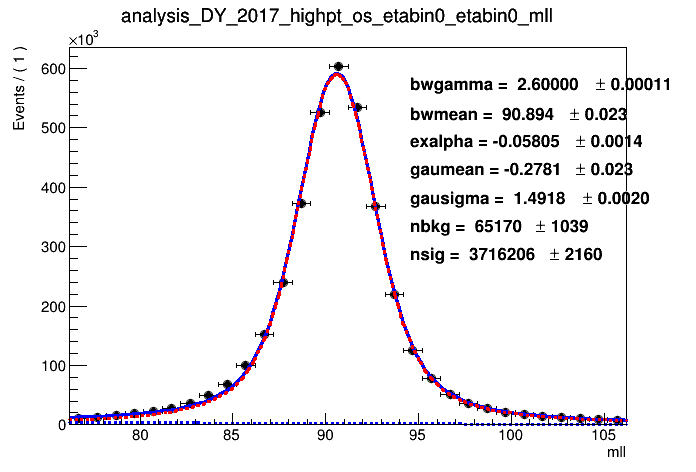 analysis_DY_2017_highpt_os_etabin0_etabin0_mll
×10³
Events / ( 1 )
600
500
400
300
200
100
0
bwgamma = 2.60000 ± 0.00011
bwmean = 90.894 ± 0.023
exalpha = -0.05805 ± 0.0014
gaumean = -0.2781 ± 0.023
gausigma = 1.4918 ± 0.0020
nbkg = 65170 ± 1039
nsig = 3716206 ± 2160
80 85 90 95 100 105
mll